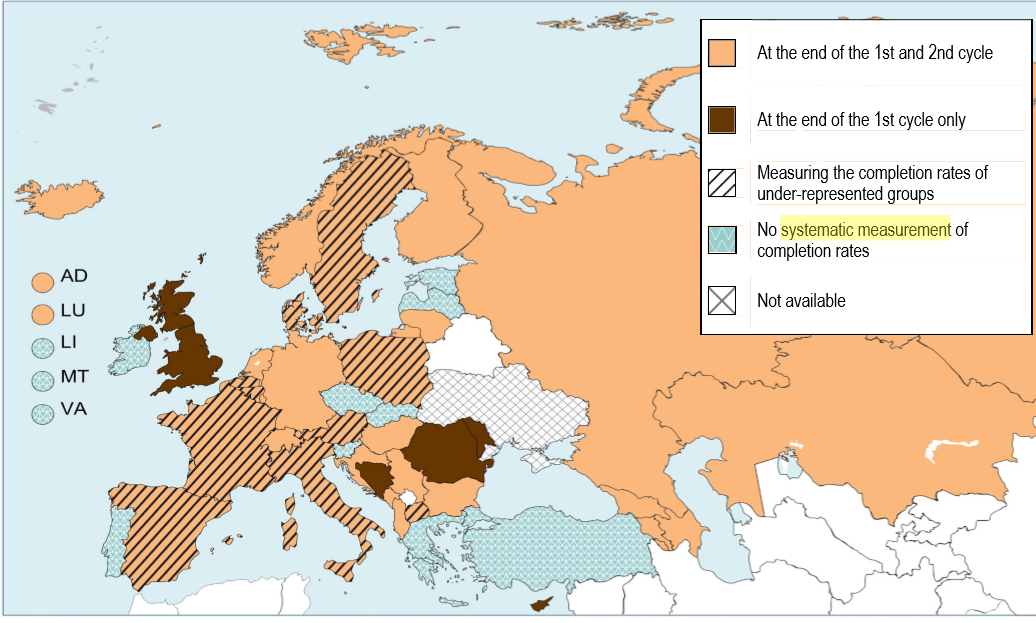 At the end of the 1st and 2nd cycle
At the end of the 1st cycle only
Measuring the completion rates of
under-represented groups
No systematic measurement of
completion rates
Not available
AD
LU
LI
MT
VA